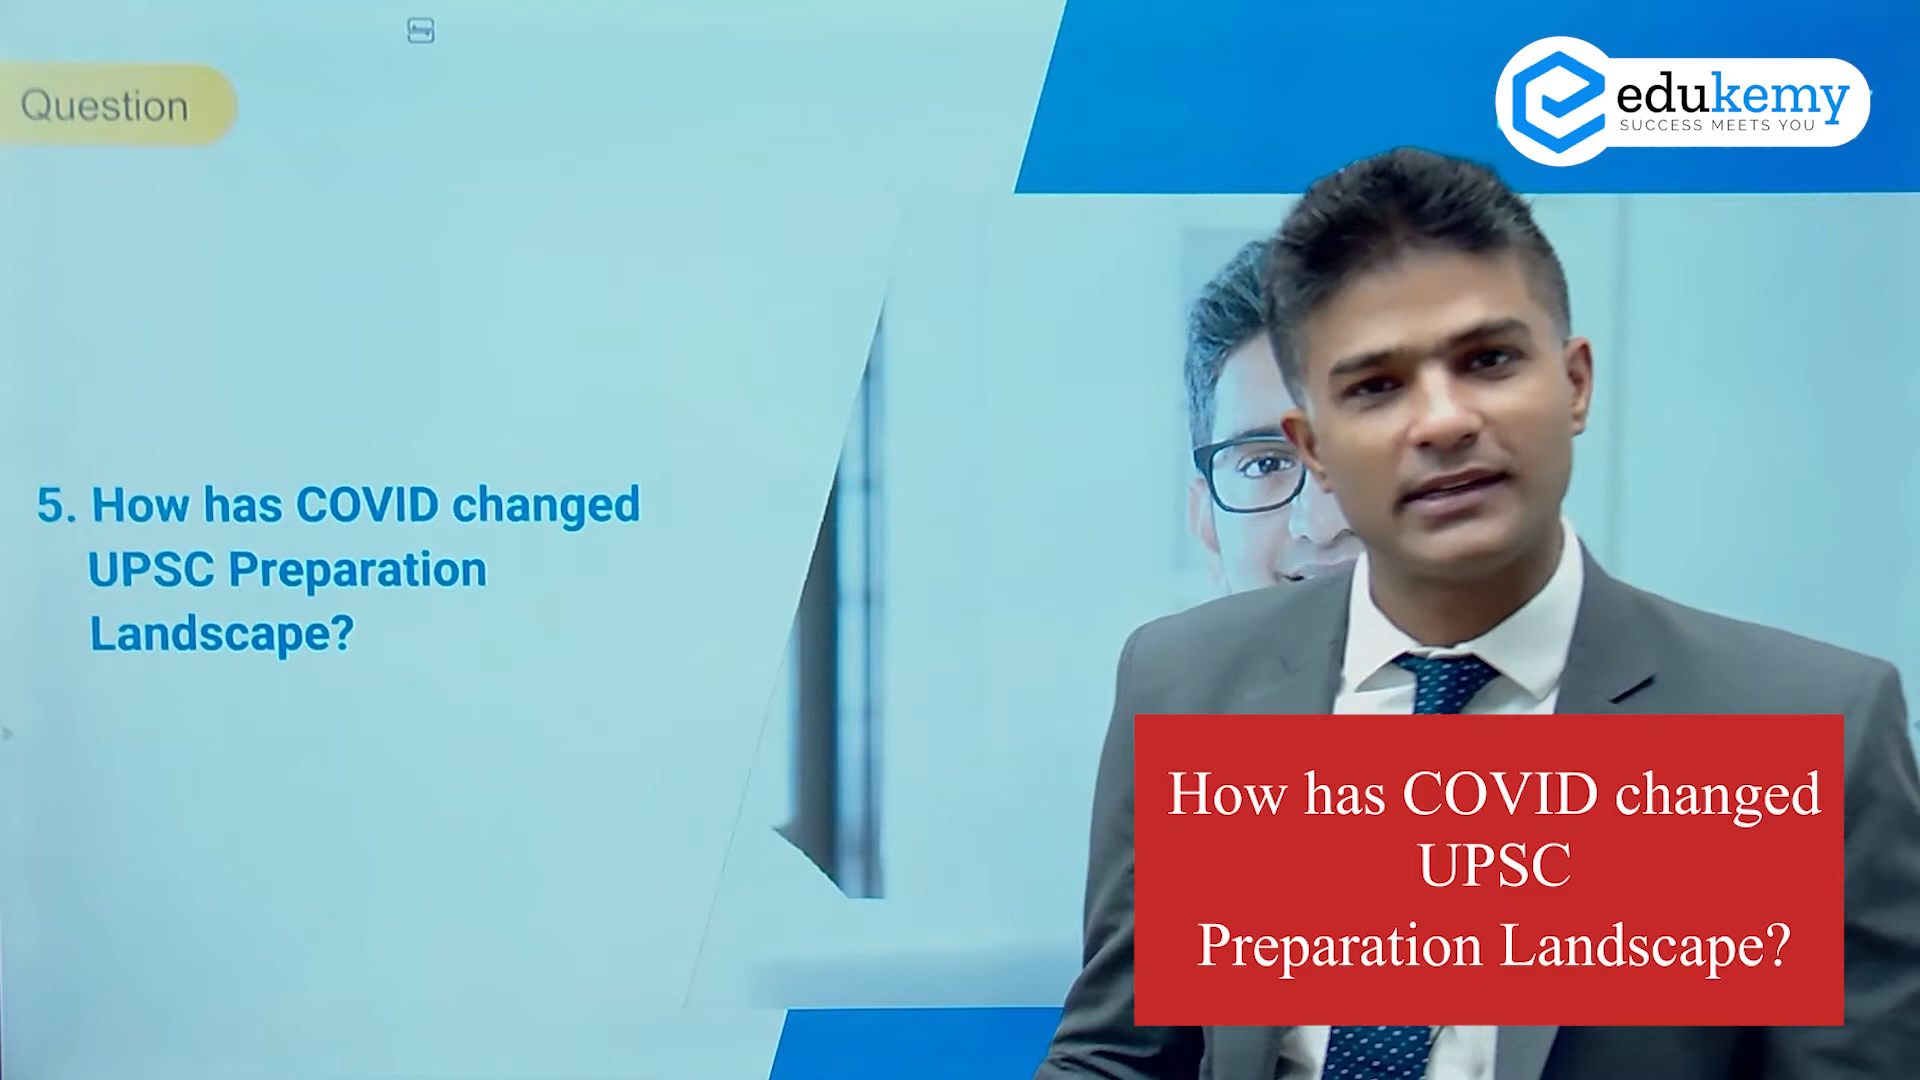 Question
edukemy
SUCCESS MEETS YOU
5. How has COVID changed
UPSC Preparation
Landscape?
How has COVID changed
UPSC
Preparation Landscape?